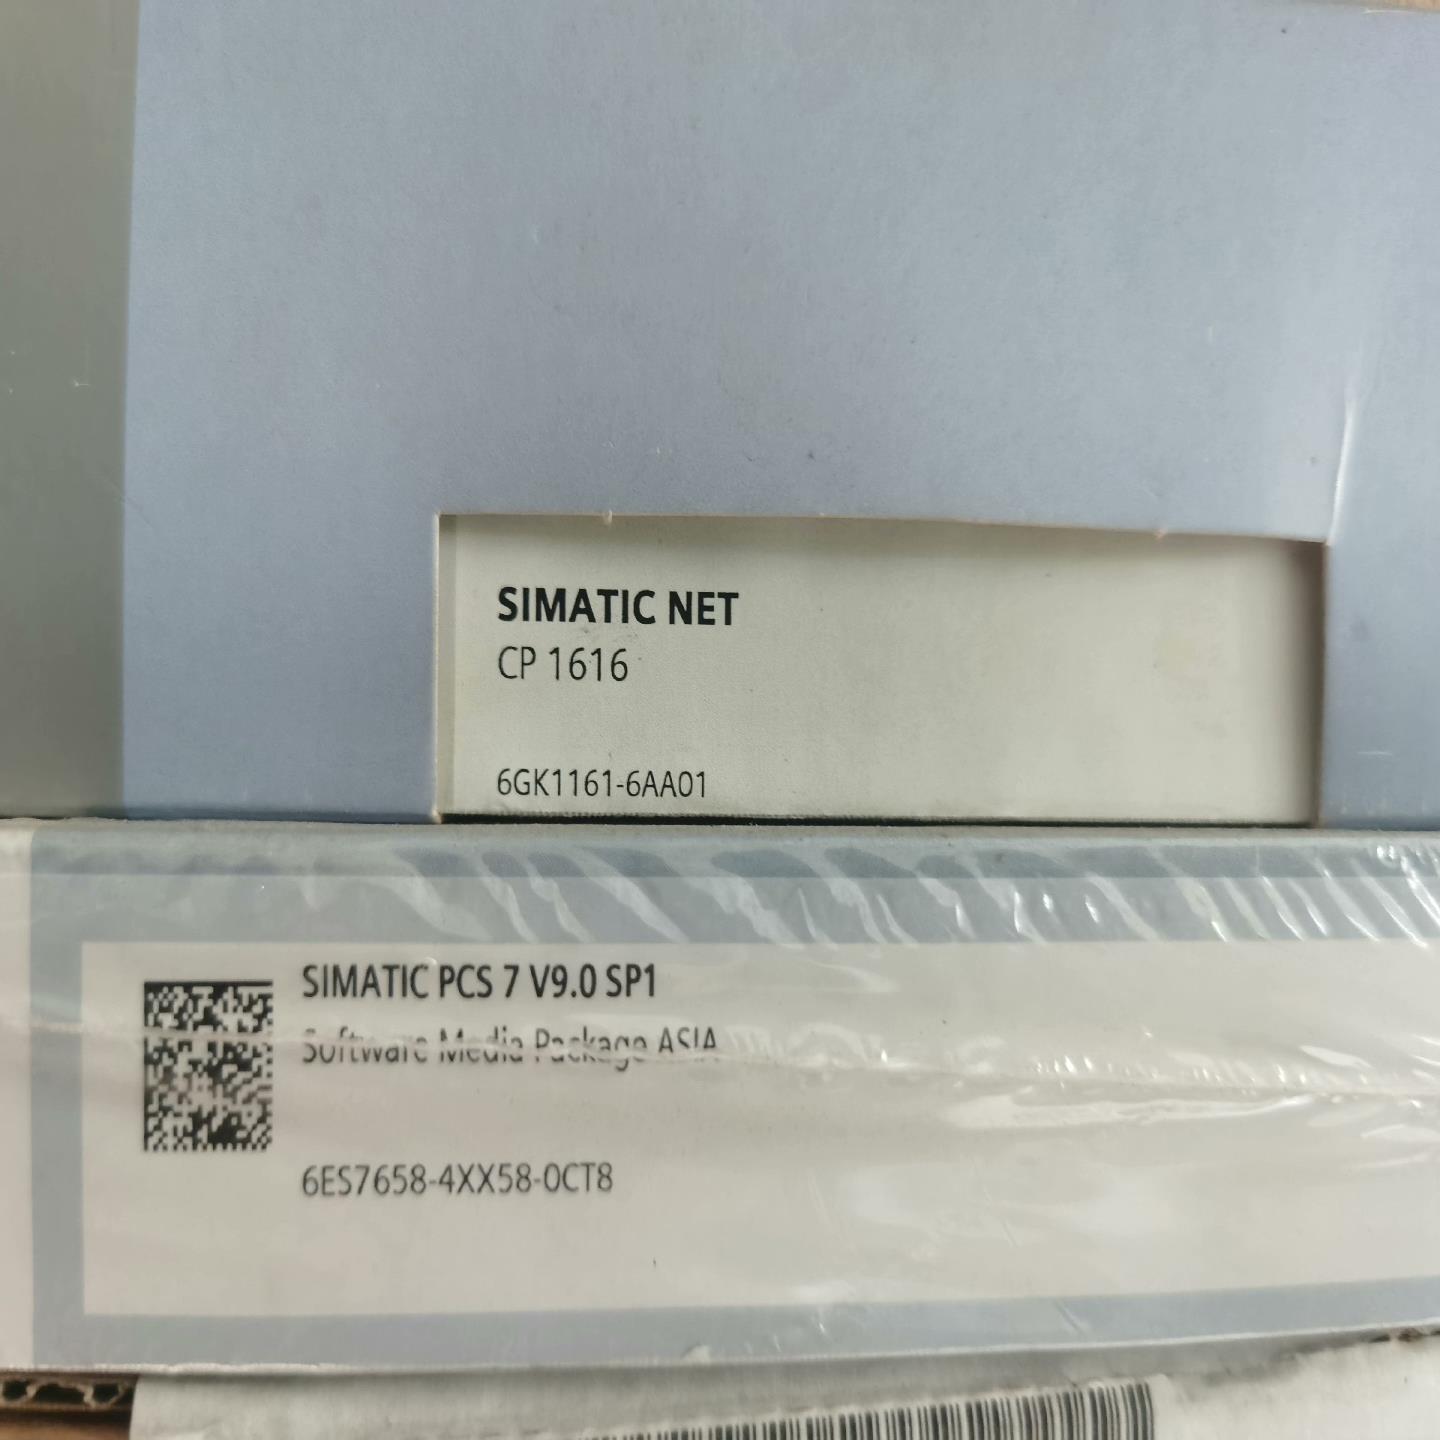 SIMATIC NET
CP 1616
6GK1161-6AA01
SIMATIC PCS 7 V9.0 SP1
Software Media Package ASIA
6ES7658-4XX58-0CT8